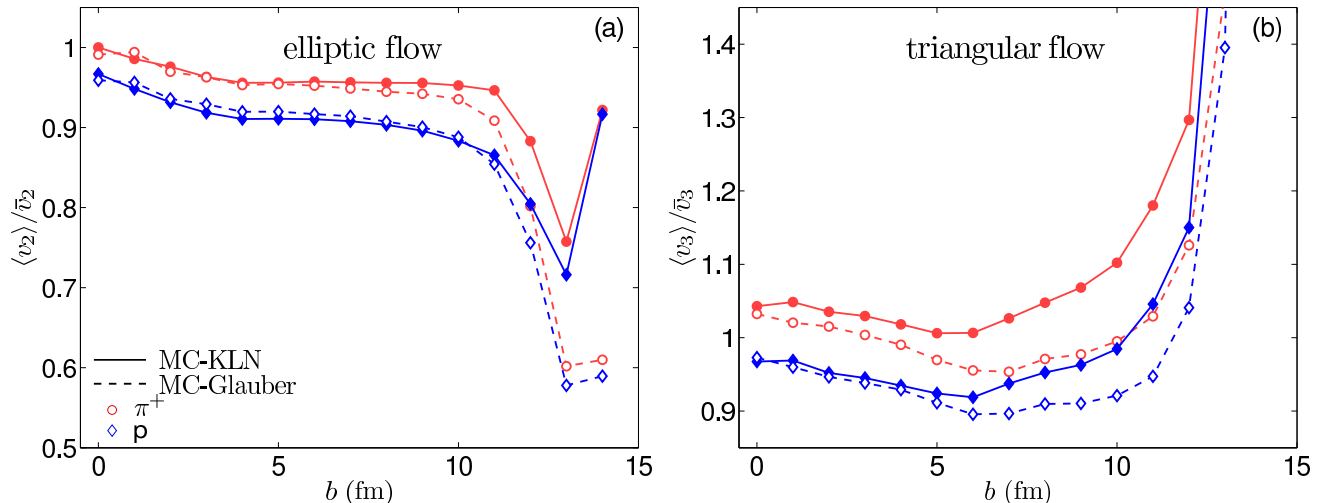 (a)
elliptic flow
1
0.9
0.8
0.7
0.6
0.5
⟨v₂⟩/v̄₂
MC-KLN
MC-Glauber
π⁺
p
0 5 10 15
b (fm)
(b)
triangular flow
1.4
1.3
1.2
1.1
1
0.9
⟨v₃⟩/v̄₃
0 5 10 15
b (fm)